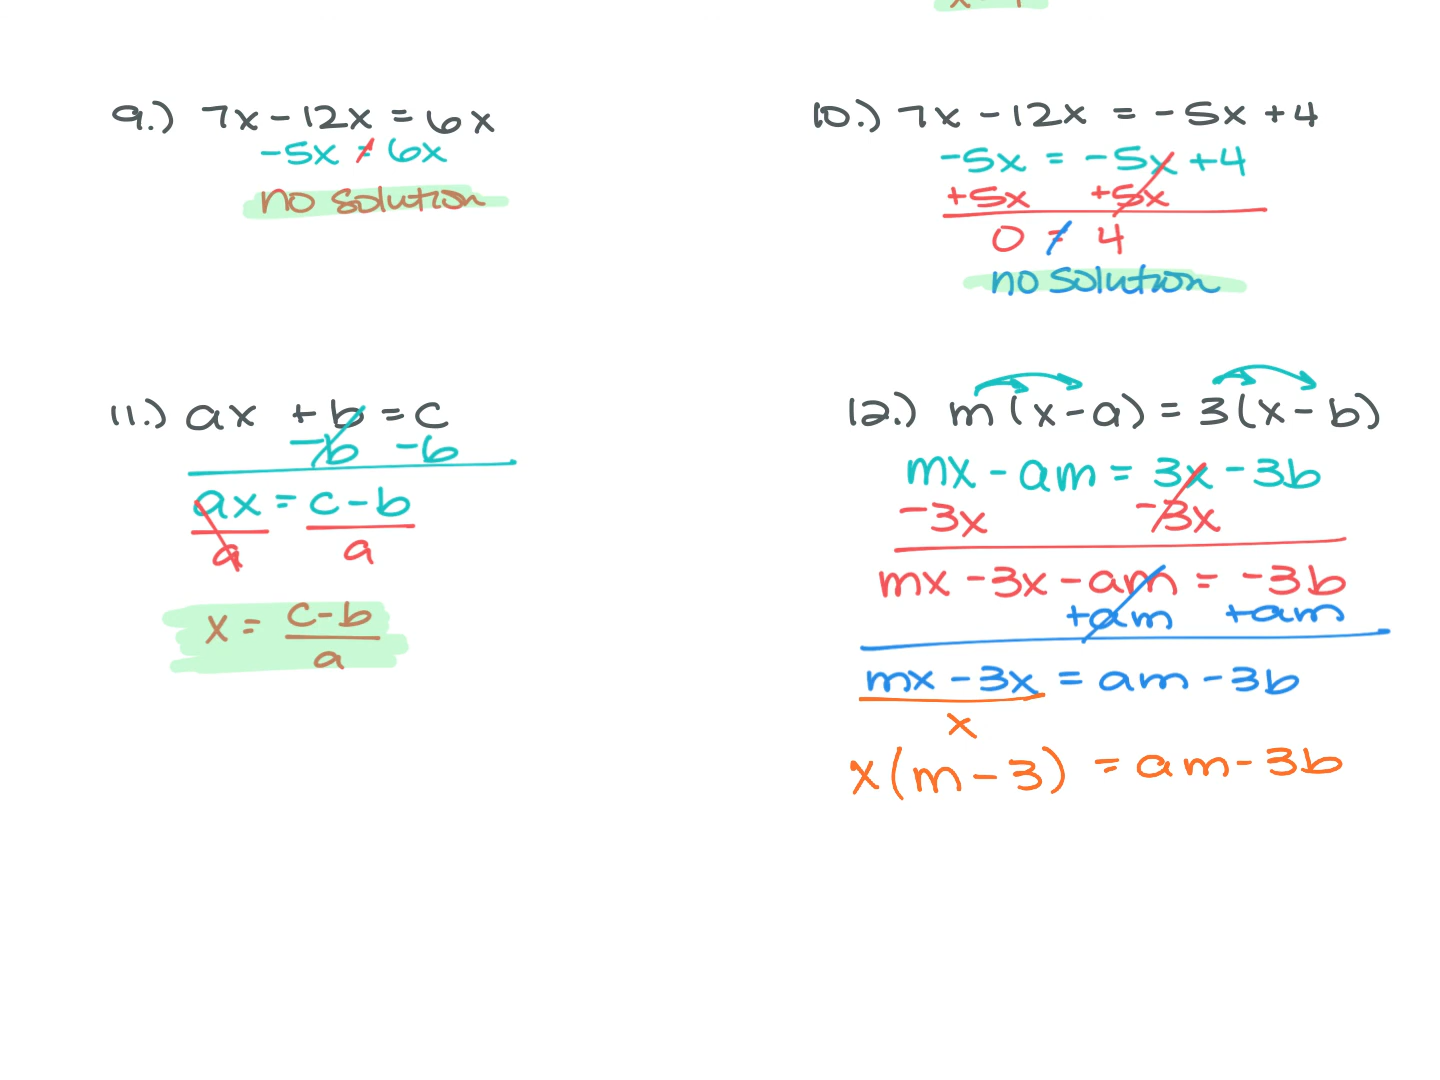 9.) 7x - 12x = 6x
-5x ≠ 6x
no solution
10.) 7x - 12x = -5x + 4
-5x = -5x + 4
+5x +5x
0 ≠ 4
no solution
11.) ax + b = c
-b -b
ax = c - b
a a
x = c - b
a
12.) m(x - a) = 3(x - b)
mx - am = 3x - 3b
-3x -3x
mx - 3x - am = -3b
+am +am
mx - 3x = am - 3b
x
x(m - 3) = am - 3b